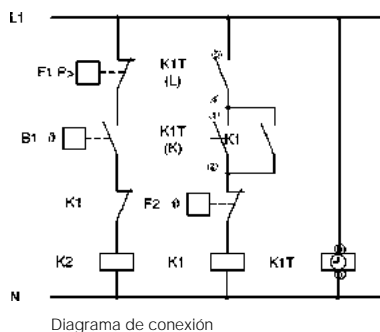 L1
F1 P>
K1T
(L)
B1 ϑ
K1T
(K)
K1
K1
F2 ϑ
K2
K1
K1T
N
Diagrama de conexión